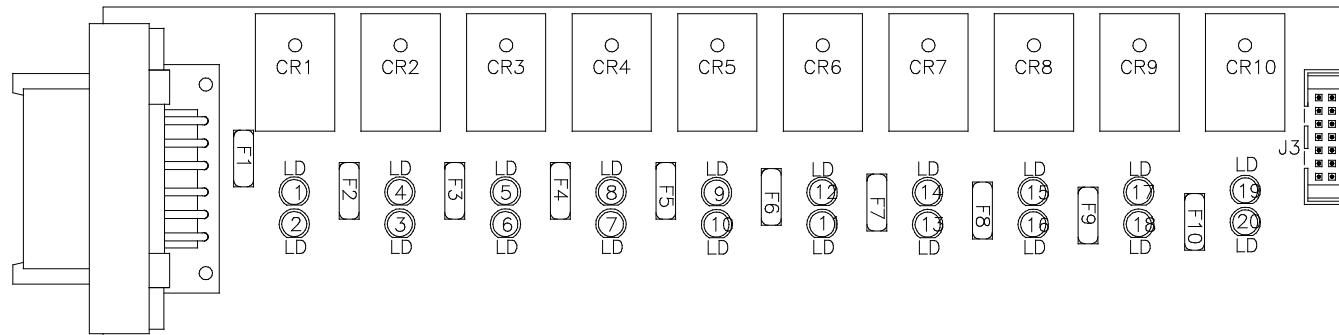 CR1 CR2 CR3 CR4 CR5 CR6 CR7 CR8 CR9 CR10
J3
F1 F2 F3 F4 F5 F6 F7 F8 F9 F10
LD LD LD LD LD LD LD LD LD LD
1 4 5 8 9 12 14 15 17 19
2 3 6 7 10 11 13 16 18 20
LD LD LD LD LD LD LD LD LD LD